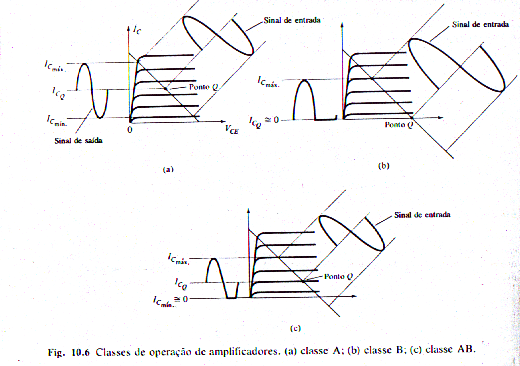 Sinal de entrada
I_C
I_Cmáx.
I_CQ
I_Cmín.
Ponto Q
Sinal de saída
0
V_CE
(a)
Sinal de entrada
I_Cmáx.
I_CQ ≅ 0
Ponto Q
(b)
Sinal de entrada
I_Cmáx.
I_CQ
I_Cmín. ≅ 0
Ponto Q
(c)
Fig. 10.6 Classes de operação de amplificadores. (a) classe A; (b) classe B; (c) classe AB.